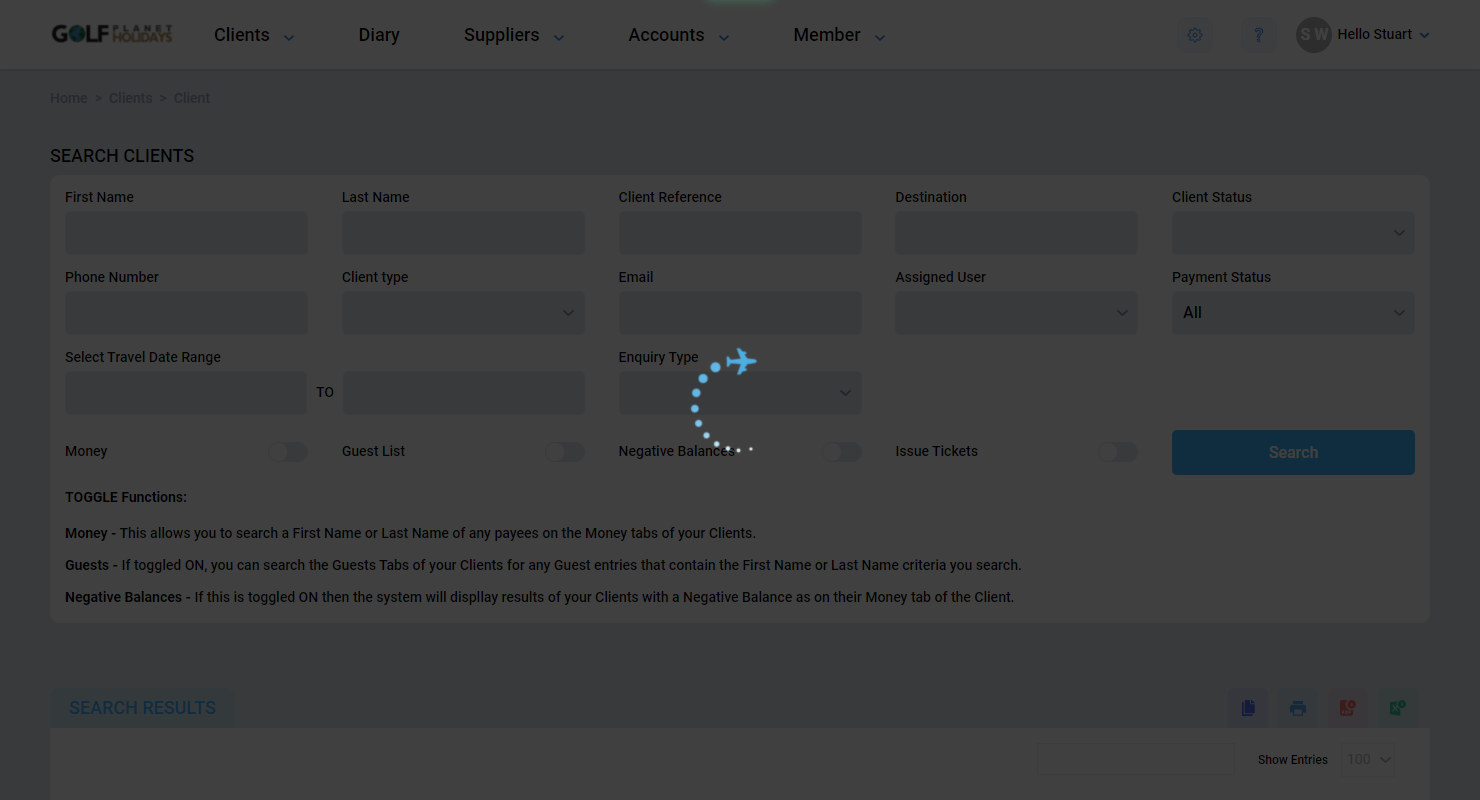 GOLF PLANET HOLIDAYS Clients Diary Suppliers Accounts Member ? S W Hello Stuart
Home > Clients > Client
SEARCH CLIENTS
First Name Last Name Client Reference Destination Client Status
Phone Number Client type Email Assigned User Payment Status
All
Select Travel Date Range Enquiry Type
TO
Money Guest List Negative Balances Issue Tickets Search
TOGGLE Functions:
Money - This allows you to search a First Name or Last Name of any payees on the Money tabs of your Clients.
Guests - If toggled ON, you can search the Guests Tabs of your Clients for any Guest entries that contain the First Name or Last Name criteria you search.
Negative Balances - If this is toggled ON then the system will displlay results of your Clients with a Negative Balance as on their Money tab of the Client.
SEARCH RESULTS
Show Entries 100